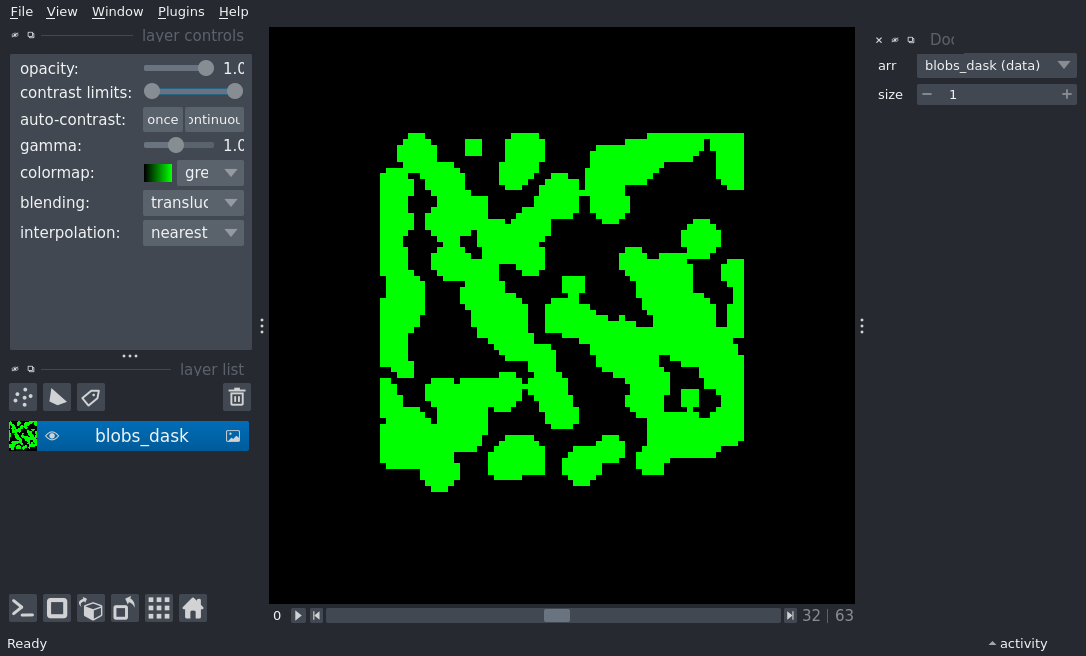 File View Window Plugins Help
layer controls
opacity: 1.0
contrast limits:
auto-contrast: once ontinuou
gamma: 1.0
colormap: gre
blending: transluc
interpolation: nearest
layer list
blobs_dask
Ready
0 32 | 63
Doc
arr blobs_dask (data)
size 1
activity